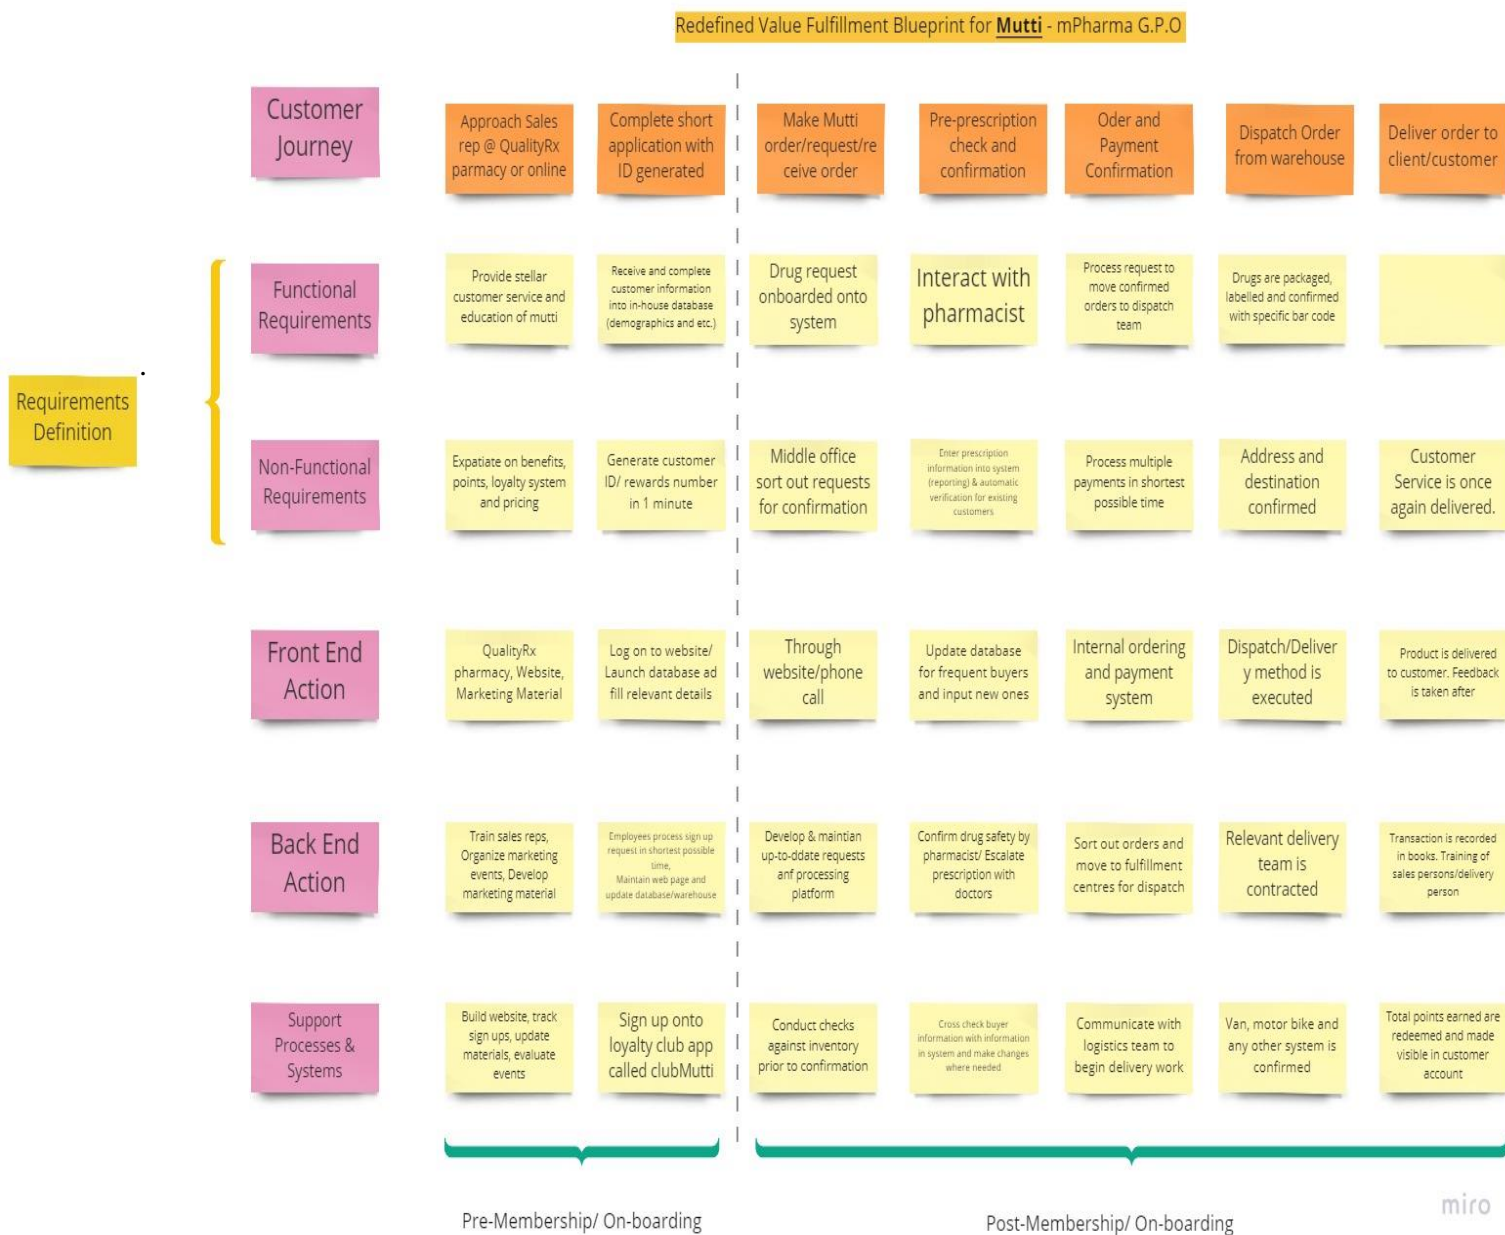 Redefined Value Fulfillment Blueprint for Mutti - mPharma G.P.O
Customer
Journey
Approach Sales
rep @ QualityRx
parmacy or online
Complete short
application with
ID generated
Make Mutti
order/request/re
ceive order
Pre-prescription
check and
confirmation
Oder and
Payment
Confirmation
Dispatch Order
from warehouse
Deliver order to
client/customer
Requirements
Definition
Functional
Requirements
Provide stellar
customer service and
education of mutti
Receive and complete
customer information
into in-house database
(demographics and etc.)
Drug request
onboarded onto
system
Interact with
pharmacist
Process request to
move confirmed
orders to dispatch
team
Drugs are packaged,
labelled and confirmed
with specific bar code
Non-Functional
Requirements
Expatiate on benefits,
points, loyalty system
and pricing
Generate customer
ID/ rewards number
in 1 minute
Middle office
sort out requests
for confirmation
Enter prescription
information into system
(reporting) & automatic
verification for existing
customers
Process multiple
payments in shortest
possible time
Address and
destination
confirmed
Customer
Service is once
again delivered.
Front End
Action
QualityRx
pharmacy, Website,
Marketing Material
Log on to website/
Launch database ad
fill relevant details
Through
website/phone
call
Update database
for frequent buyers
and input new ones
Internal ordering
and payment
system
Dispatch/Deliver
y method is
executed
Product is delivered
to customer. Feedback
is taken after
Back End
Action
Train sales reps,
Organize marketing
events, Develop
marketing material
Employees process sign up
request in shortest possible
time,
Maintain web page and
update database/warehouse
Develop & maintian
up-to-ddate requests
anf processing
platform
Confirm drug safety by
pharmacist/ Escalate
prescription with
doctors
Sort out orders and
move to fulfillment
centres for dispatch
Relevant delivery
team is
contracted
Transaction is recorded
in books. Training of
sales persons/delivery
person
Support
Processes &
Systems
Build website, track
sign ups, update
materials, evaluate
events
Sign up onto
loyalty club app
called clubMutti
Conduct checks
against inventory
prior to confirmation
Cross check buyer
information with information
in system and make changes
where needed
Communicate with
logistics team to
begin delivery work
Van, motor bike and
any other system is
confirmed
Total points earned are
redeemed and made
visible in customer
account
Pre-Membership/ On-boarding
Post-Membership/ On-boarding
miro